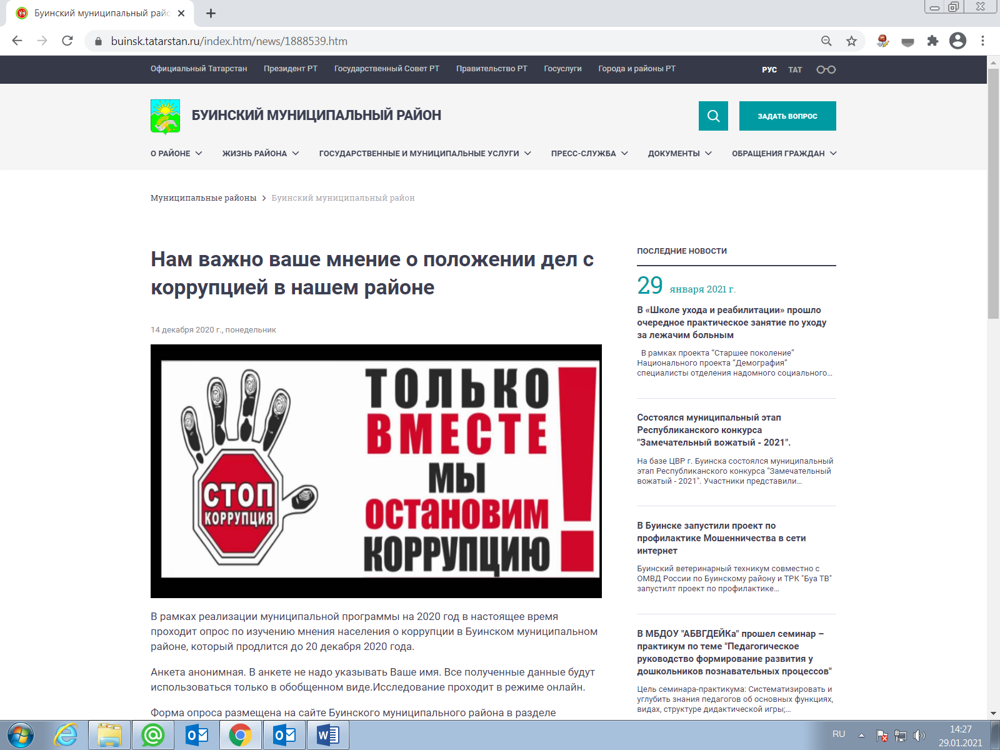 Буинский муниципальный рай
buinsk.tatarstan.ru/index.htm/news/1888539.htm
Официальный Татарстан Президент РТ Государственный Совет РТ Правительство РТ Госуслуги Города и районы РТ РУС ТАТ
БУИНСКИЙ МУНИЦИПАЛЬНЫЙ РАЙОН
ЗАДАТЬ ВОПРОС
О РАЙОНЕ ЖИЗНЬ РАЙОНА ГОСУДАРСТВЕННЫЕ И МУНИЦИПАЛЬНЫЕ УСЛУГИ ПРЕСС-СЛУЖБА ДОКУМЕНТЫ ОБРАЩЕНИЯ ГРАЖДАН
Муниципальные районы > Буинский муниципальный район
Нам важно ваше мнение о положении дел с
коррупцией в нашем районе
14 декабря 2020 г., понедельник
СТОП
КОРРУПЦИЯ
ТОЛЬКО
ВМЕСТЕ
МЫ
ОСТАНОВИМ
КОРРУПЦИЮ!
В рамках реализации муниципальной программы на 2020 год в настоящее время
проходит опрос по изучению мнения населения о коррупции в Буинском муниципальном
районе, который продлится до 20 декабря 2020 года.
Анкета анонимная. В анкете не надо указывать Ваше имя. Все полученные данные будут
использоваться только в обобщенном виде.Исследование проходит в режиме онлайн.
Форма опроса размещена на сайте Буинского муниципального района в разделе
ПОСЛЕДНИЕ НОВОСТИ
29 января 2021 г.
В «Школе ухода и реабилитации» прошло
очередное практическое занятие по уходу
за лежачим больным
В рамках проекта “Старшее поколение”
Национального проекта “Демография”
специалисты отделения надомного социального...
Состоялся муниципальный этап
Республиканского конкурса
"Замечательный вожатый - 2021".
На базе ЦВР г. Буинска состоялся муниципальный
этап Республиканского конкурса "Замечательный
вожатый - 2021". Участники представили...
В Буинске запустили проект по
профилактике Мошенничества в сети
интернет
Буинский ветеринарный техникум совместно с
ОМВД России по Буинскому району и ТРК "Буа ТВ"
запустилт проект по профилактике...
В МБДОУ "АБВГДЕЙКа" прошел семинар –
практикум по теме "Педагогическое
руководство формирование развития у
дошкольников познавательных процессов"
Цель семинара-практикума: Систематизировать и
углубить знания педагогов об основных функциях,
видах, структуре дидактической игры;...
RU
14:27
29.01.2021